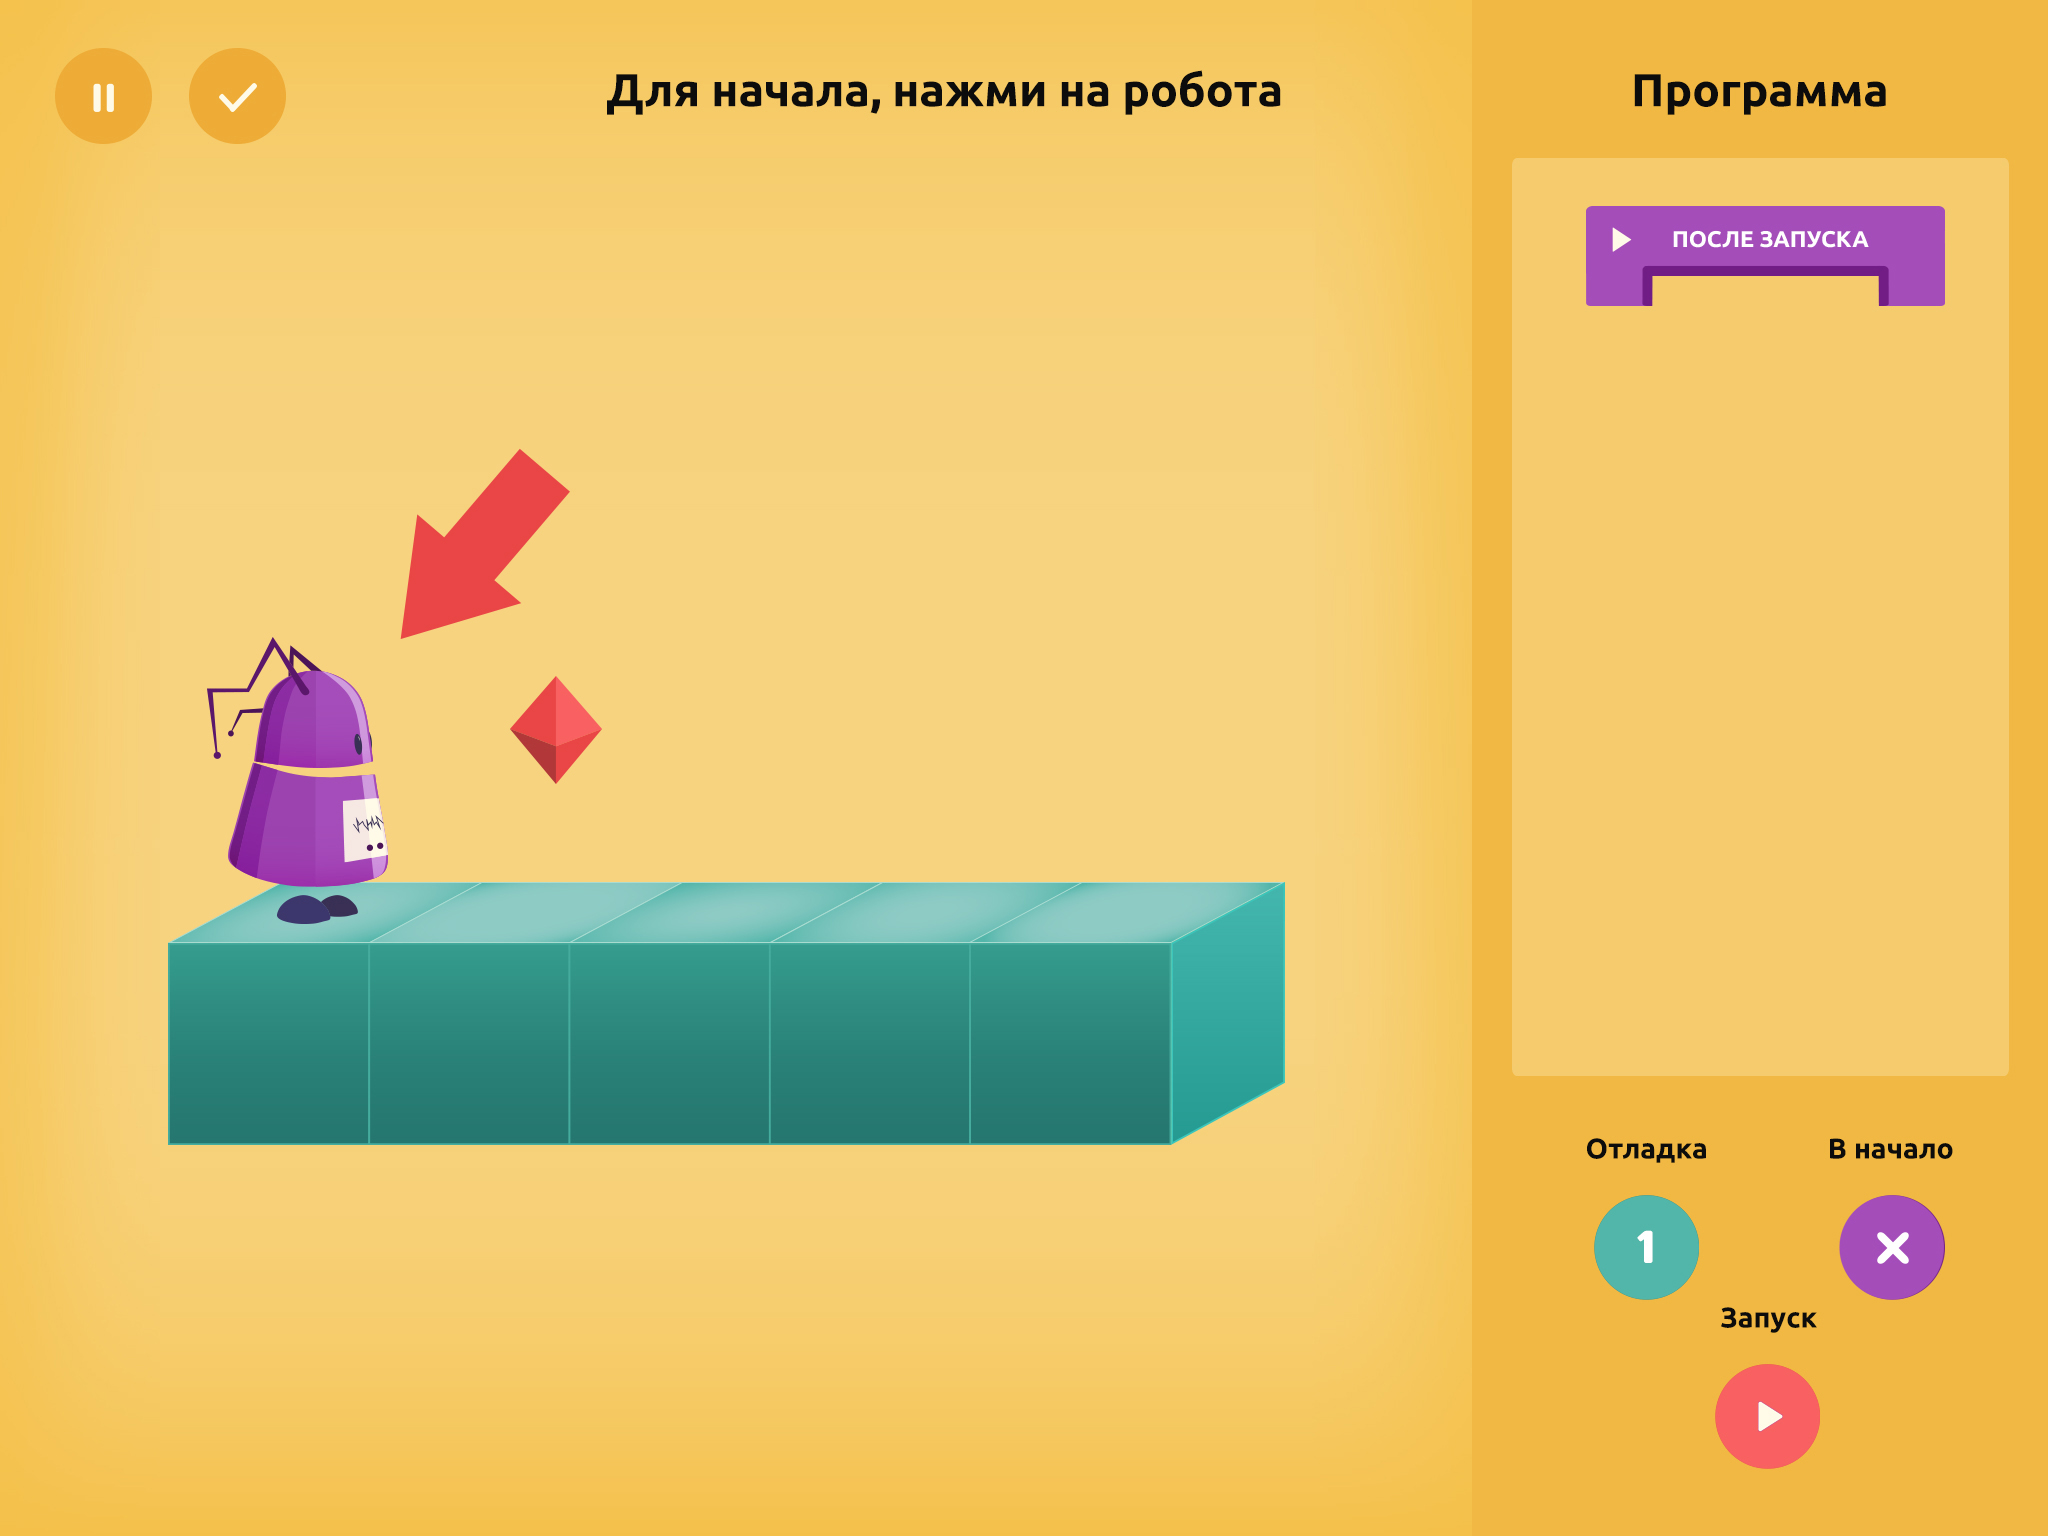 Для начала, нажми на робота
Программа
ПОСЛЕ ЗАПУСКА
Отладка
В начало
1
Запуск